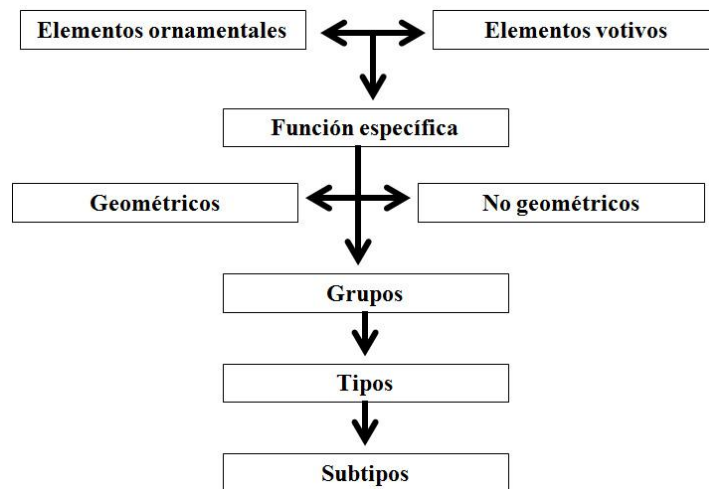 Elementos ornamentales
Elementos votivos
Función específica
Geométricos
No geométricos
Grupos
Tipos
Subtipos